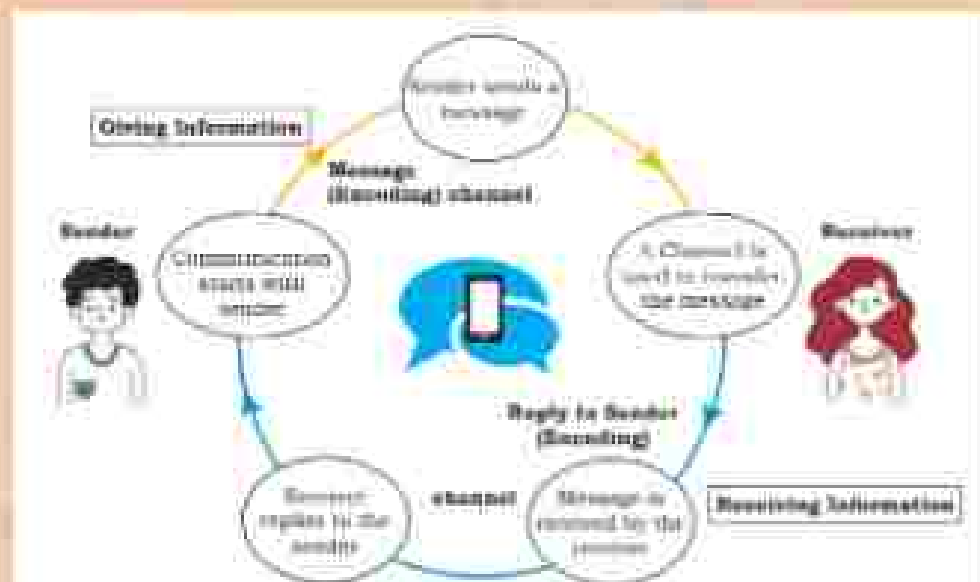 Sender sends a
message
Giving Information
Message
(Encoding) channel
Sender
Communication
starts with
sender
A Channel is
used to transfer
the message
Receiver
Reply to Sender
(Encoding)
Receiver
replies to the
sender
channel
Message is
received by the
receiver
Receiving Information